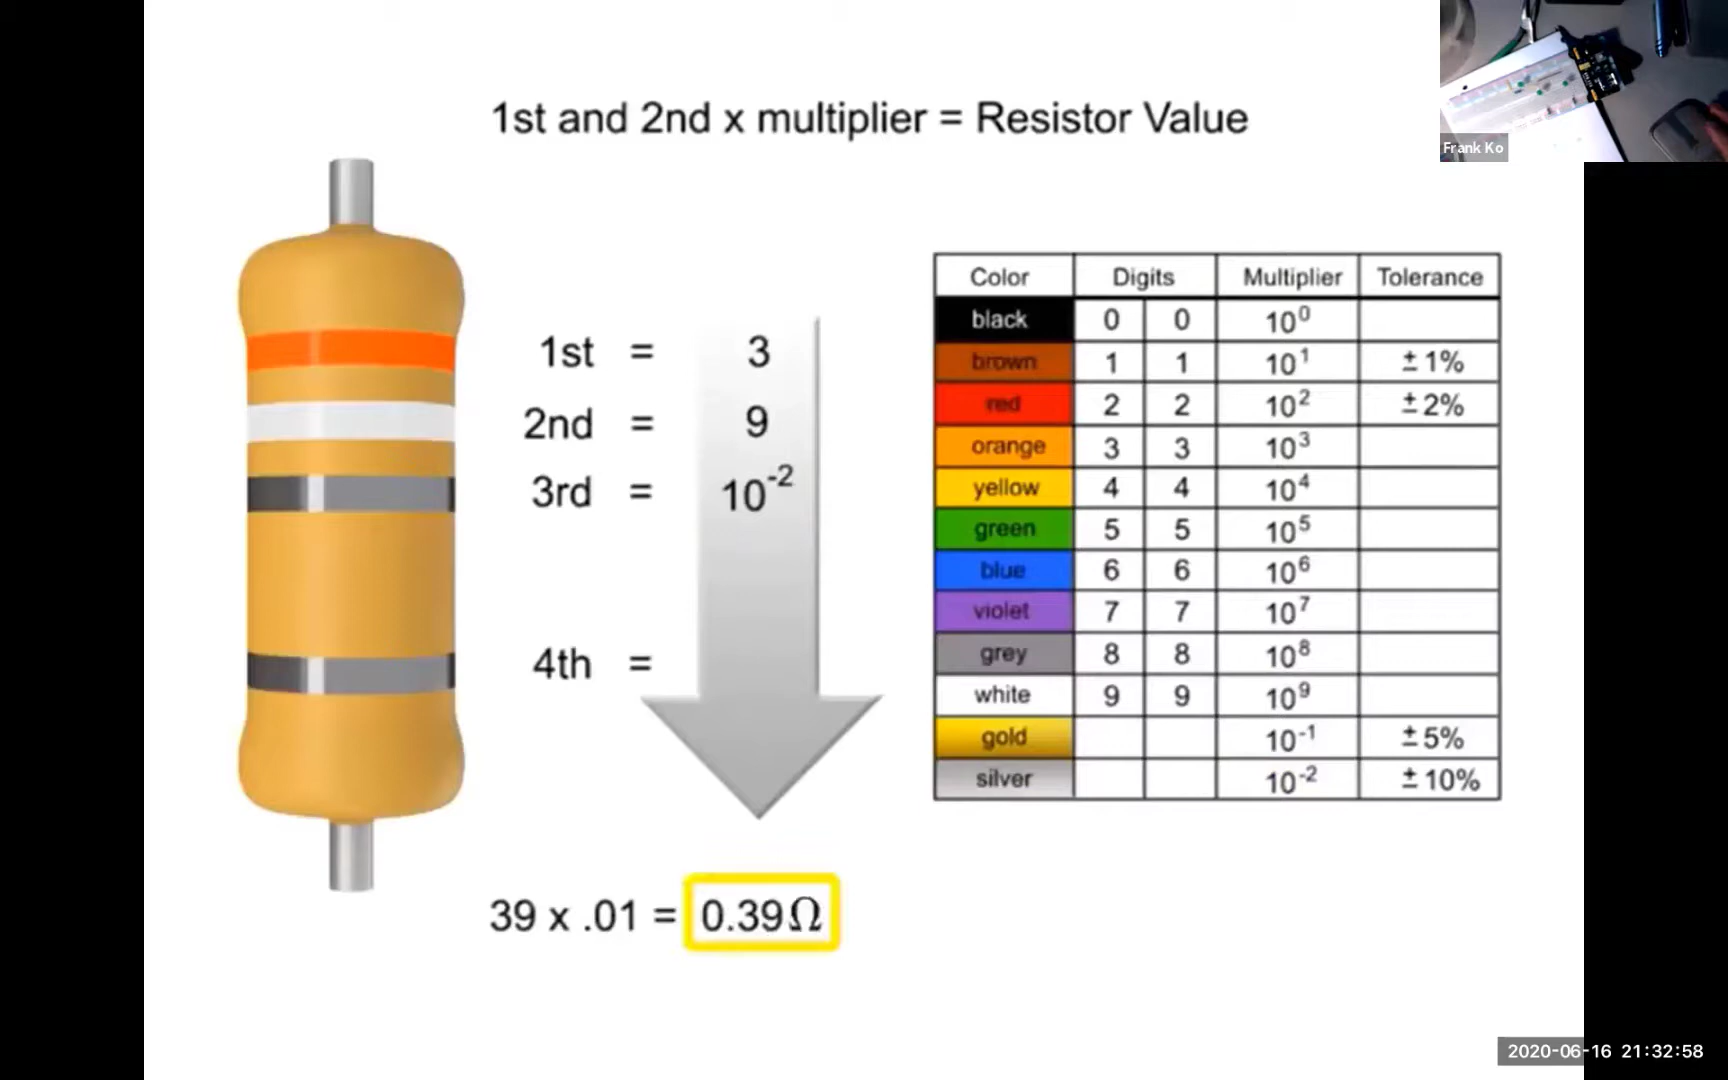 1st and 2nd x multiplier = Resistor Value
Frank Ko
1st = 3
2nd = 9
3rd = 10-2
4th =
39 x .01 = 0.39Ω
Color Digits Multiplier Tolerance
black 0 0 10⁰
brown 1 1 10¹ ±1%
red 2 2 10² ±2%
orange 3 3 10³
yellow 4 4 10⁴
green 5 5 10⁵
blue 6 6 10⁶
violet 7 7 10⁷
grey 8 8 10⁸
white 9 9 10⁹
gold 10⁻¹ ±5%
silver 10⁻² ±10%
2020-06-16 21:32:58